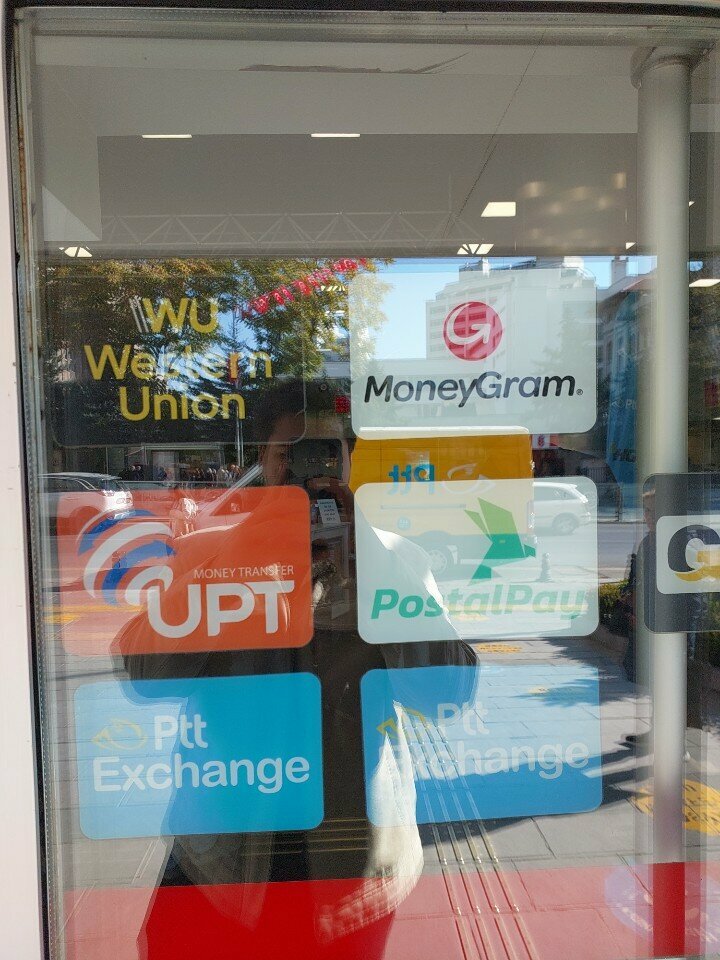 WU
Western
Union
MoneyGram®
Ptt
MONEY TRANSFER
UPT
PostalPay
Ptt
Exchange
Ptt
Exchange